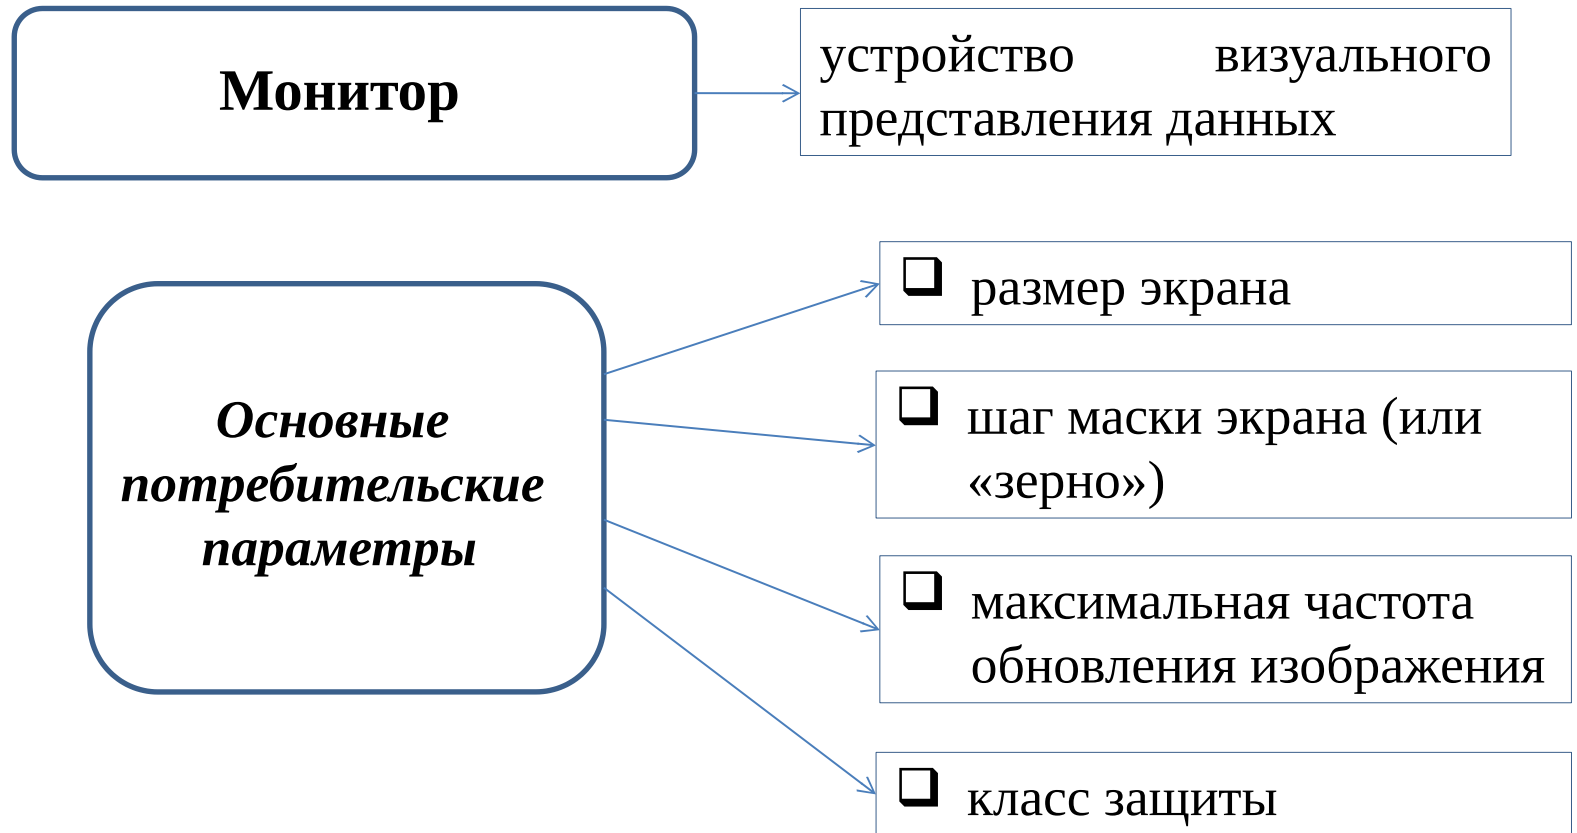 Монитор
устройство визуального
представления данных
размер экрана
Основные
потребительские
параметры
шаг маски экрана (или
«зерно»)
максимальная частота
обновления изображения
класс защиты